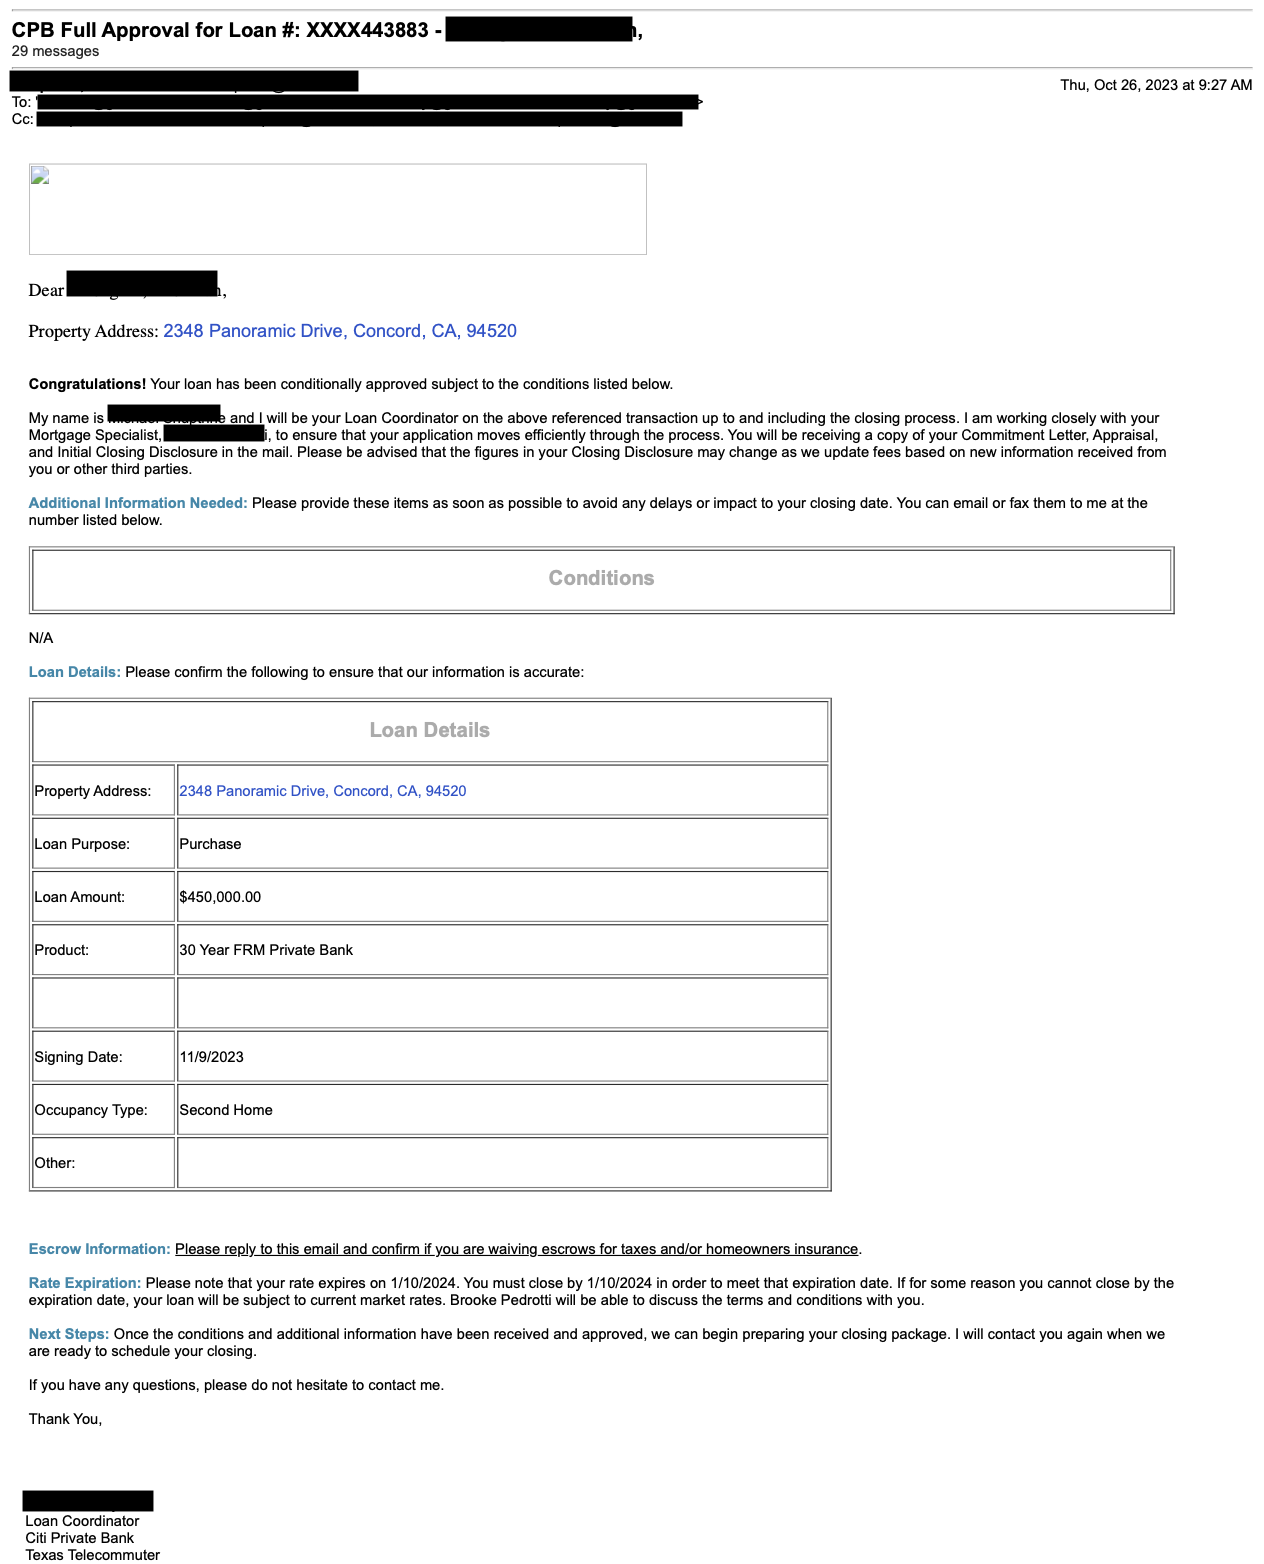 CPB Full Approval for Loan #: XXXX443883 -
29 messages
Thu, Oct 26, 2023 at 9:27 AM
To:
Cc:
Dear
Property Address: 2348 Panoramic Drive, Concord, CA, 94520
Congratulations! Your loan has been conditionally approved subject to the conditions listed below.
My name is and I will be your Loan Coordinator on the above referenced transaction up to and including the closing process. I am working closely with your
Mortgage Specialist, , to ensure that your application moves efficiently through the process. You will be receiving a copy of your Commitment Letter, Appraisal,
and Initial Closing Disclosure in the mail. Please be advised that the figures in your Closing Disclosure may change as we update fees based on new information received from
you or other third parties.
Additional Information Needed: Please provide these items as soon as possible to avoid any delays or impact to your closing date. You can email or fax them to me at the
number listed below.
Conditions
N/A
Loan Details: Please confirm the following to ensure that our information is accurate:
Loan Details
Property Address: 2348 Panoramic Drive, Concord, CA, 94520
Loan Purpose: Purchase
Loan Amount: $450,000.00
Product: 30 Year FRM Private Bank
Signing Date: 11/9/2023
Occupancy Type: Second Home
Other:
Escrow Information: Please reply to this email and confirm if you are waiving escrows for taxes and/or homeowners insurance.
Rate Expiration: Please note that your rate expires on 1/10/2024. You must close by 1/10/2024 in order to meet that expiration date. If for some reason you cannot close by the
expiration date, your loan will be subject to current market rates. Brooke Pedrotti will be able to discuss the terms and conditions with you.
Next Steps: Once the conditions and additional information have been received and approved, we can begin preparing your closing package. I will contact you again when we
are ready to schedule your closing.
If you have any questions, please do not hesitate to contact me.
Thank You,
Loan Coordinator
Citi Private Bank
Texas Telecommuter